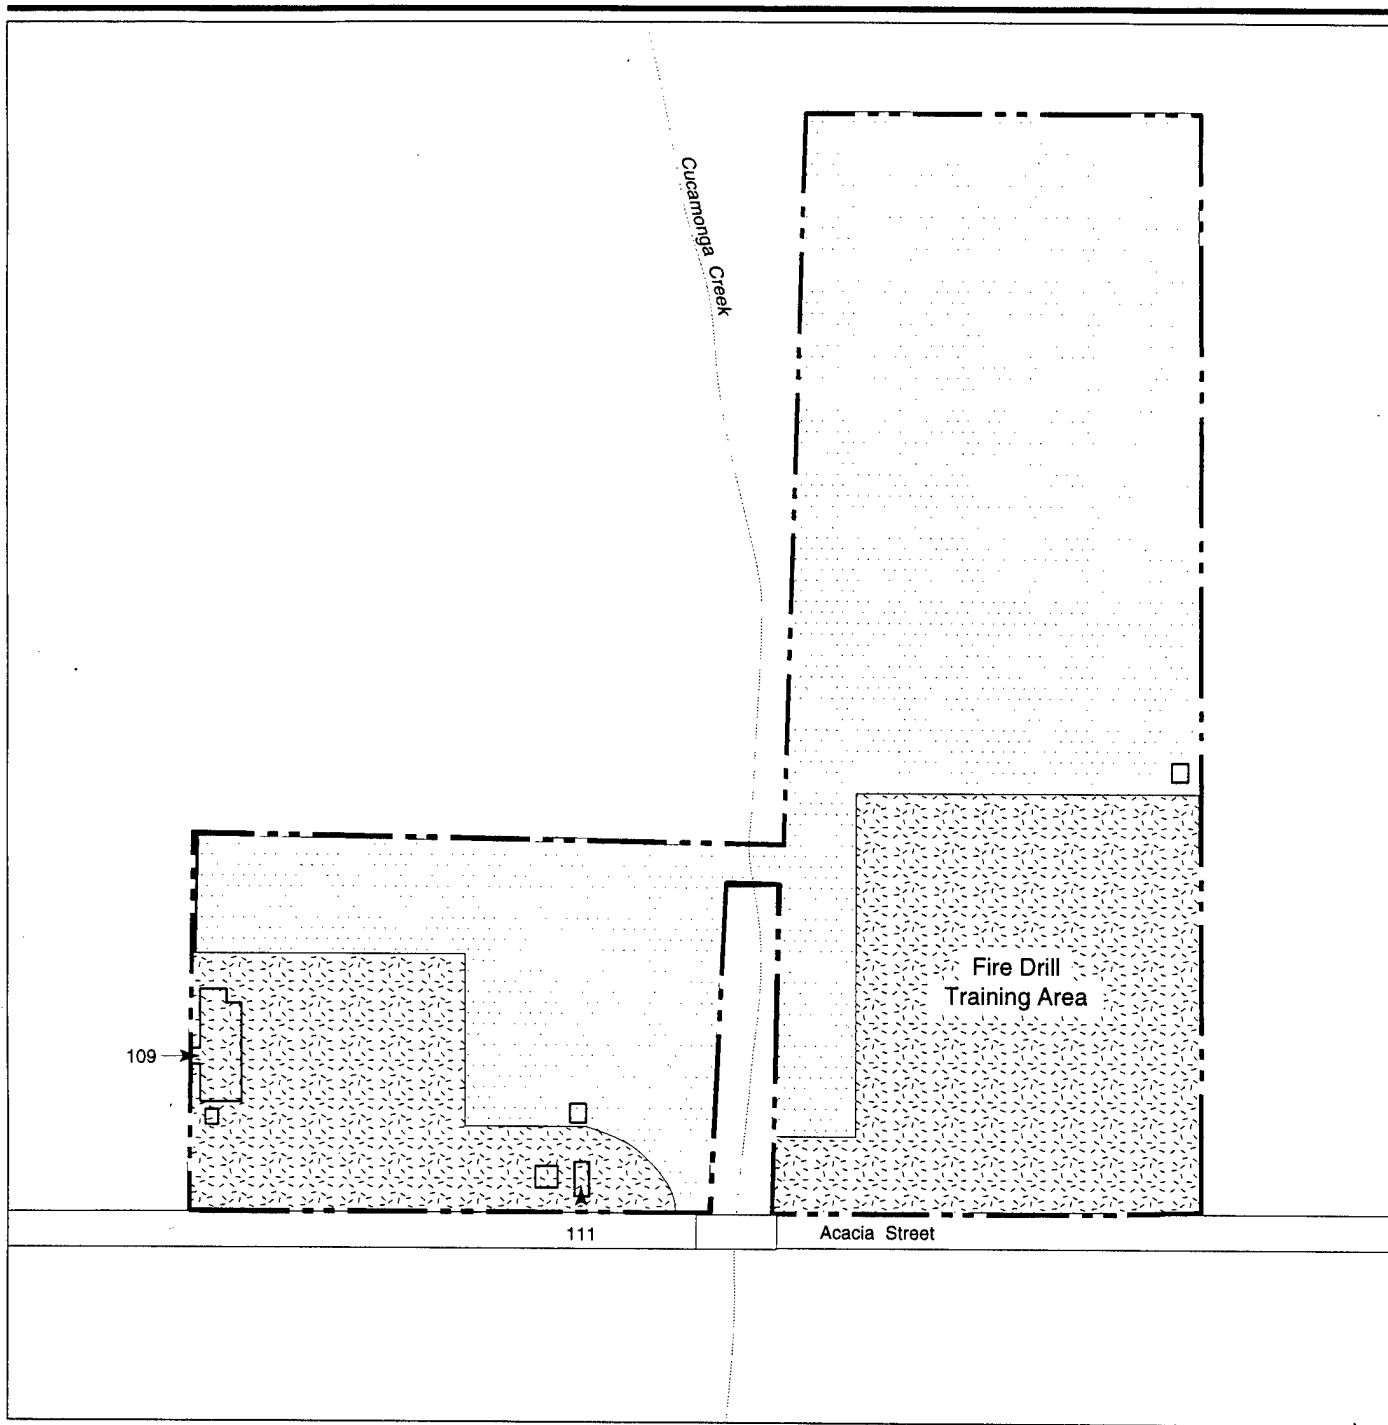 Cucamonga Creek
Fire Drill
Training Area
109
111
Acacia Street